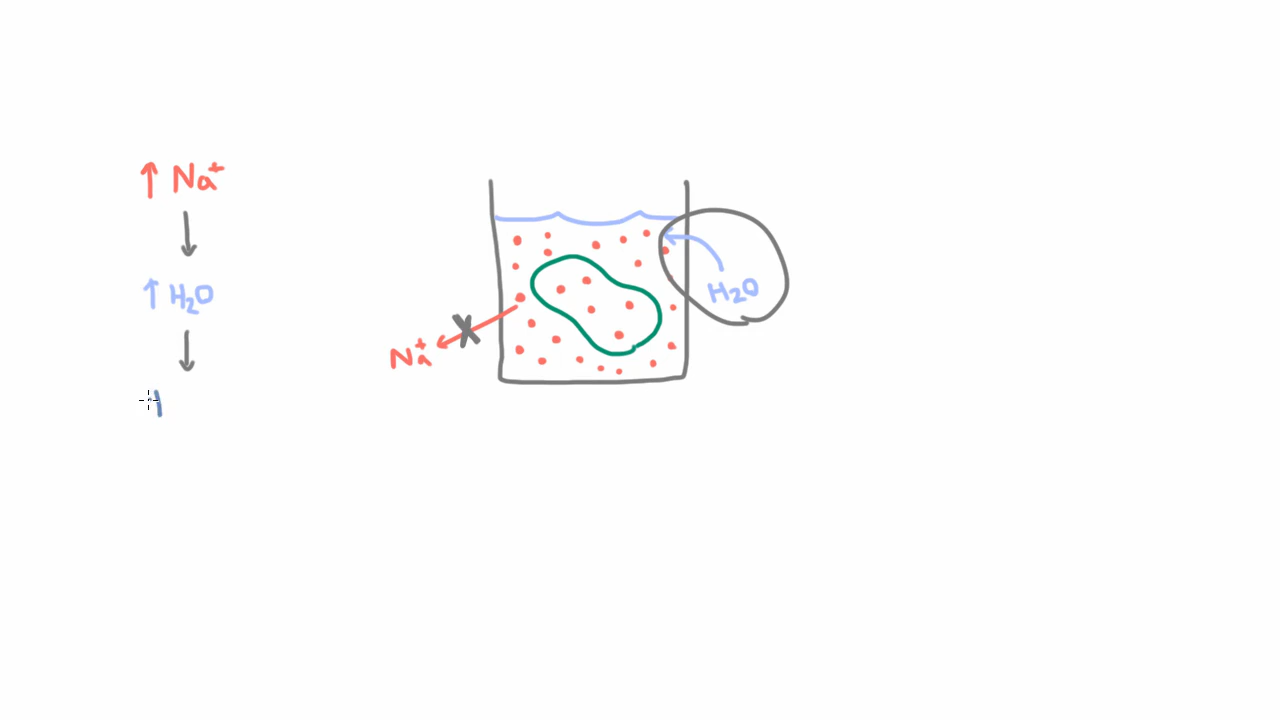 ↑ Na⁺
↑ H₂O
Na⁺
H₂O